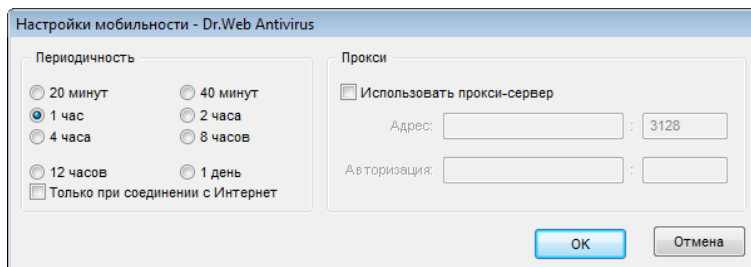 Настройки мобильности - Dr.Web Antivirus
Периодичность
20 минут 40 минут
1 час 2 часа
4 часа 8 часов
12 часов 1 день
Только при соединении с Интернет
Прокси
Использовать прокси-сервер
Адрес: : 3128
Авторизация: :
OK Отмена